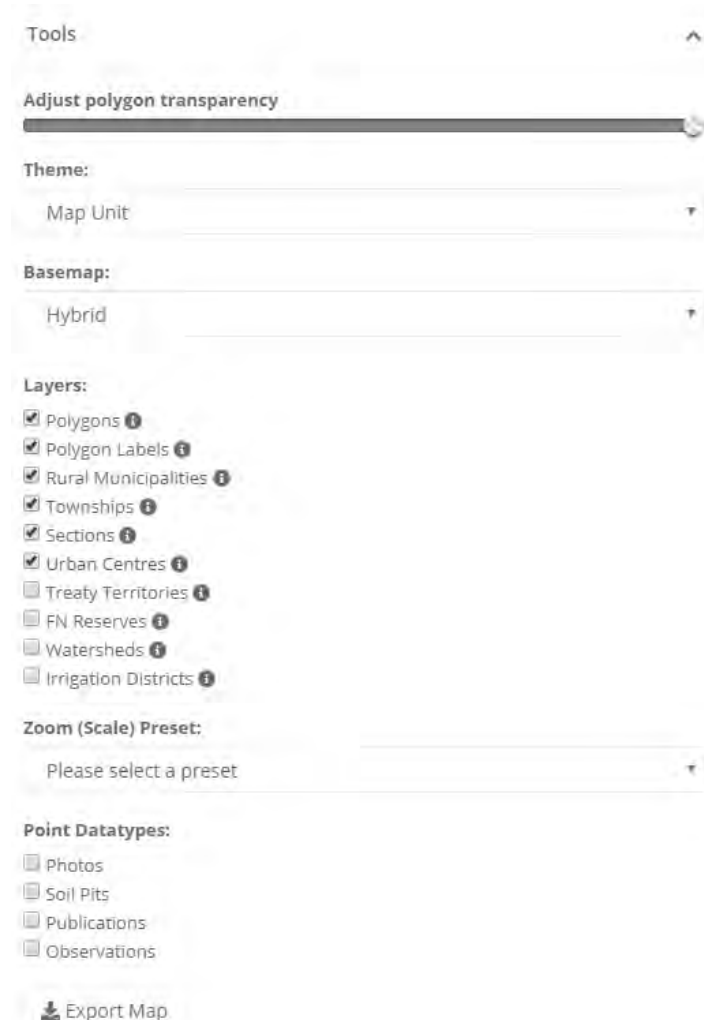 Tools
Adjust polygon transparency
Theme:
Map Unit
Basemap:
Hybrid
Layers:
Polygons
Polygon Labels
Rural Municipalities
Townships
Sections
Urban Centres
Treaty Territories
FN Reserves
Watersheds
Irrigation Districts
Zoom (Scale) Preset:
Please select a preset
Point Datatypes:
Photos
Soil Pits
Publications
Observations
Export Map